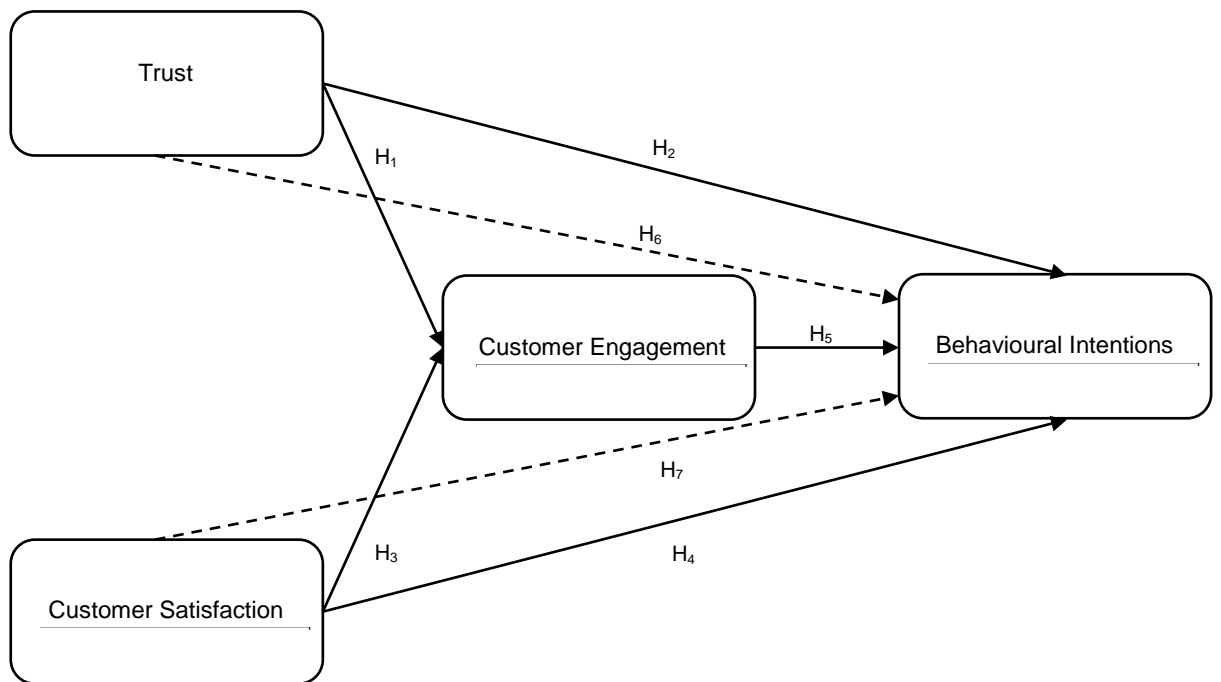 Trust
H₁
H₂
H₆
Customer Engagement
H₅
Behavioural Intentions
H₇
H₃
H₄
Customer Satisfaction